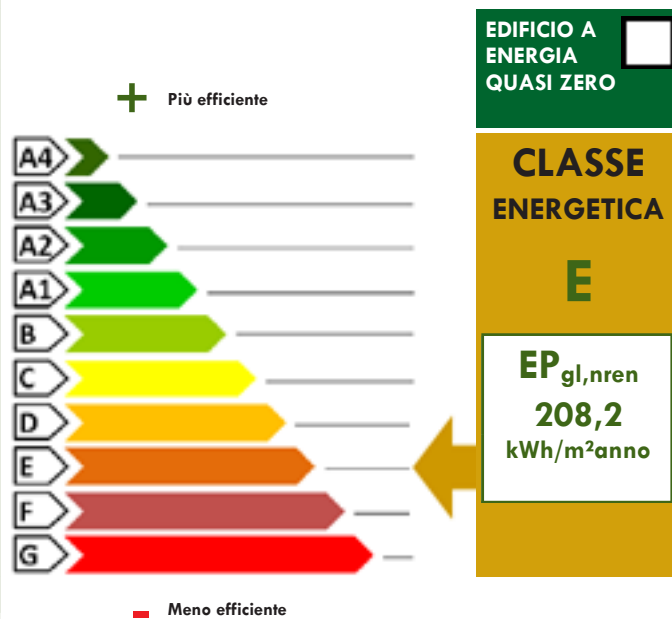 EDIFICIO A
ENERGIA
QUASI ZERO
+ Più efficiente
A4
A3
A2
A1
B
C
D
E
F
G
- Meno efficiente
CLASSE
ENERGETICA
E
EPgl,nren
208,2
kWh/m²anno